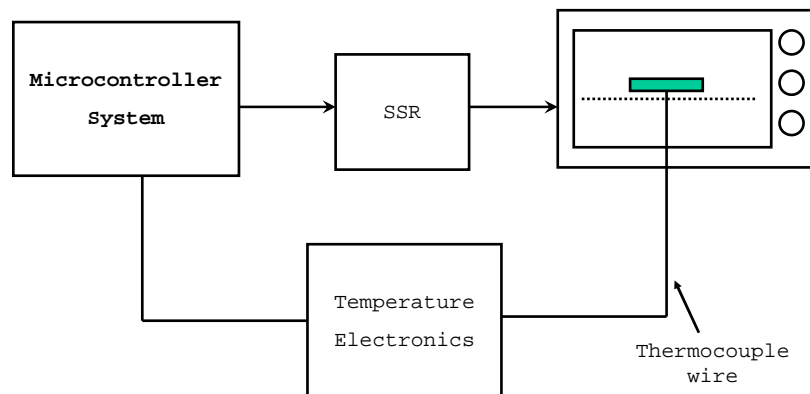 Microcontroller
System
SSR
Temperature
Electronics
Thermocouple
wire